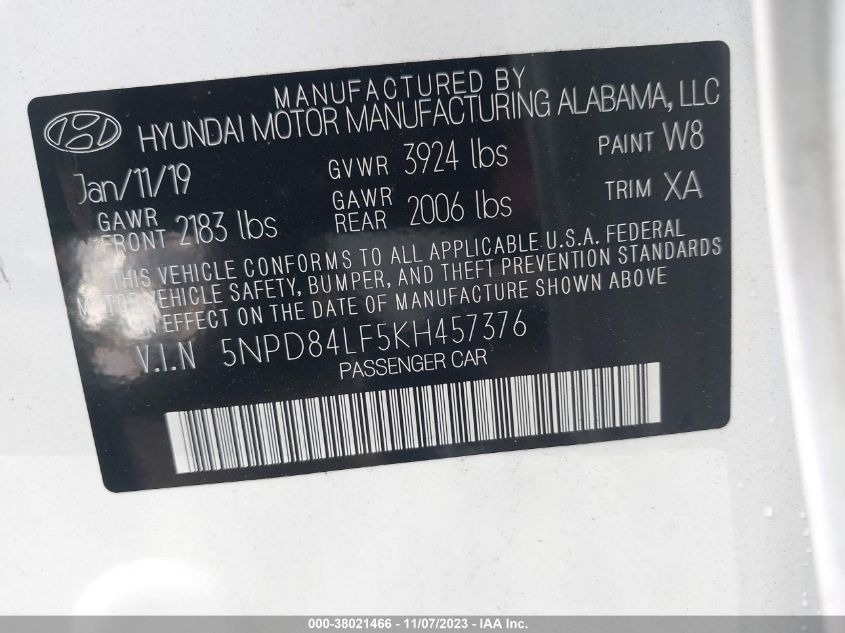 MANUFACTURED BY
HYUNDAI MOTOR MANUFACTURING ALABAMA, LLC
Jan/11/19 GVWR 3924 lbs PAINT W8
GAWR FRONT 2183 lbs GAWR REAR 2006 lbs TRIM XA
THIS VEHICLE CONFORMS TO ALL APPLICABLE U.S.A. FEDERAL
MOTOR VEHICLE SAFETY, BUMPER, AND THEFT PREVENTION STANDARDS
IN EFFECT ON THE DATE OF MANUFACTURE SHOWN ABOVE
V.I.N 5NPD84LF5KH457376
PASSENGER CAR
000-38021466 - 11/07/2023 - IAA Inc.